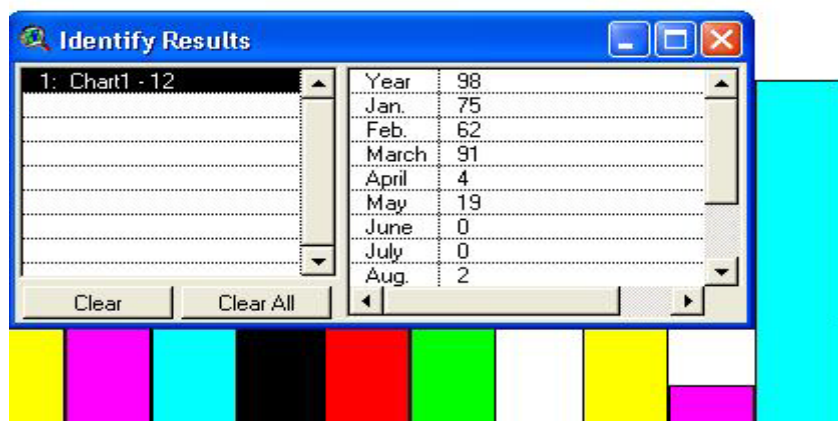 Identify Results
1: Chart1 - 12
Year 98
Jan. 75
Feb. 62
March 91
April 4
May 19
June 0
July 0
Aug. 2
Clear Clear All